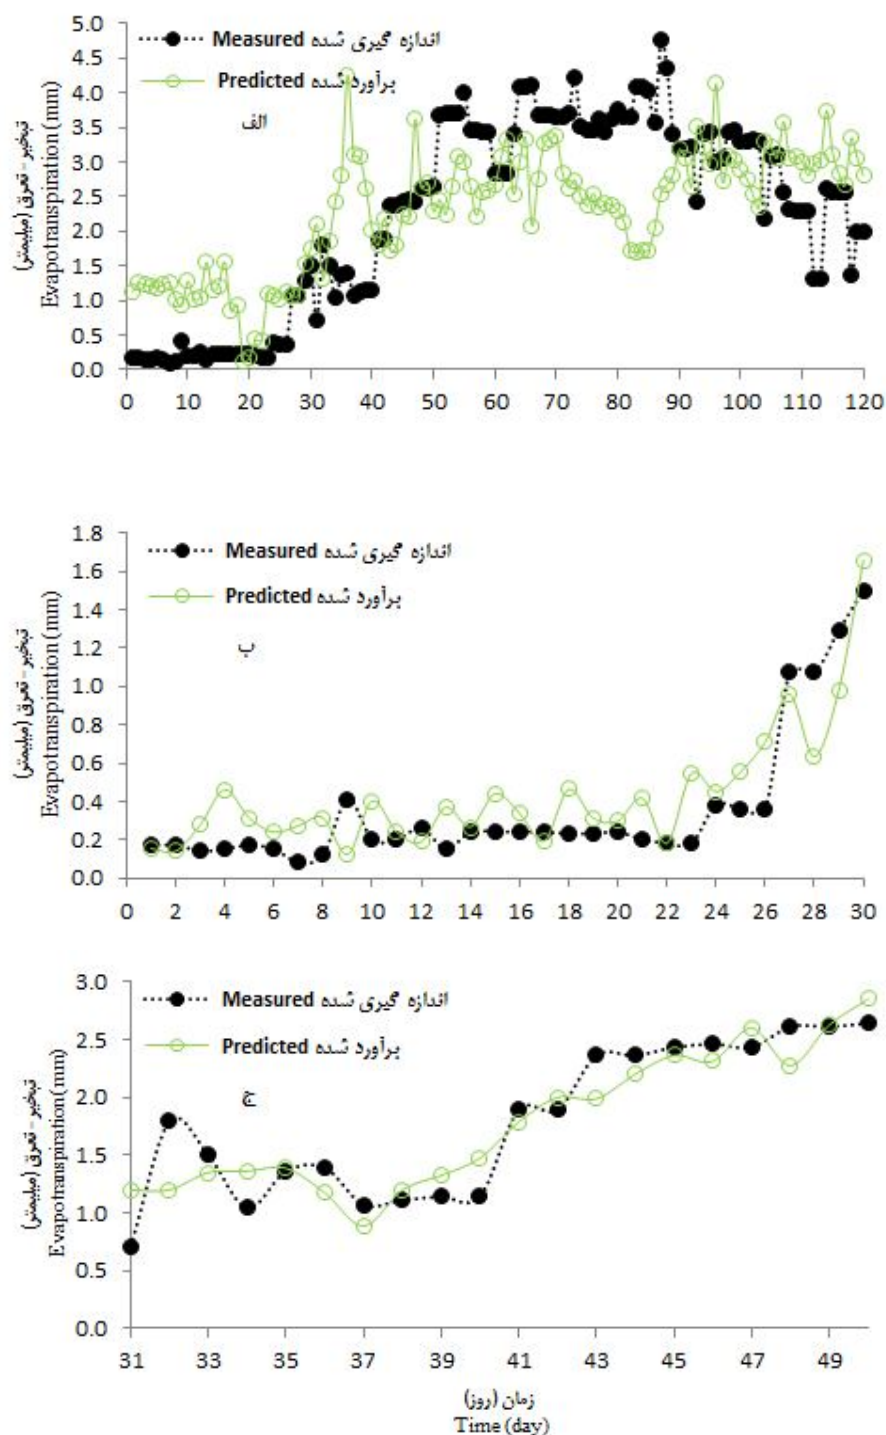 5.0
4.5
4.0
3.5
3.0
2.5
2.0
1.5
1.0
0.5
0.0
تبخیر - تعرق (میلیمتر)
Evapotranspiration (mm)
Measured اندازه گیری شده
Predicted برآورد شده
الف
0 10 20 30 40 50 60 70 80 90 100 110 120
1.8
1.6
1.4
1.2
1.0
0.8
0.6
0.4
0.2
0.0
تبخیر - تعرق (میلیمتر)
Evapotranspiration (mm)
Measured اندازه گیری شده
Predicted برآورد شده
ب
0 2 4 6 8 10 12 14 16 18 20 22 24 26 28 30
3.0
2.5
2.0
1.5
1.0
0.5
0.0
تبخیر - تعرق (میلیمتر)
Evapotranspiration (mm)
Measured اندازه گیری شده
Predicted برآورد شده
ج
31 33 35 37 39 41 43 45 47 49
زمان (روز)
Time (day)